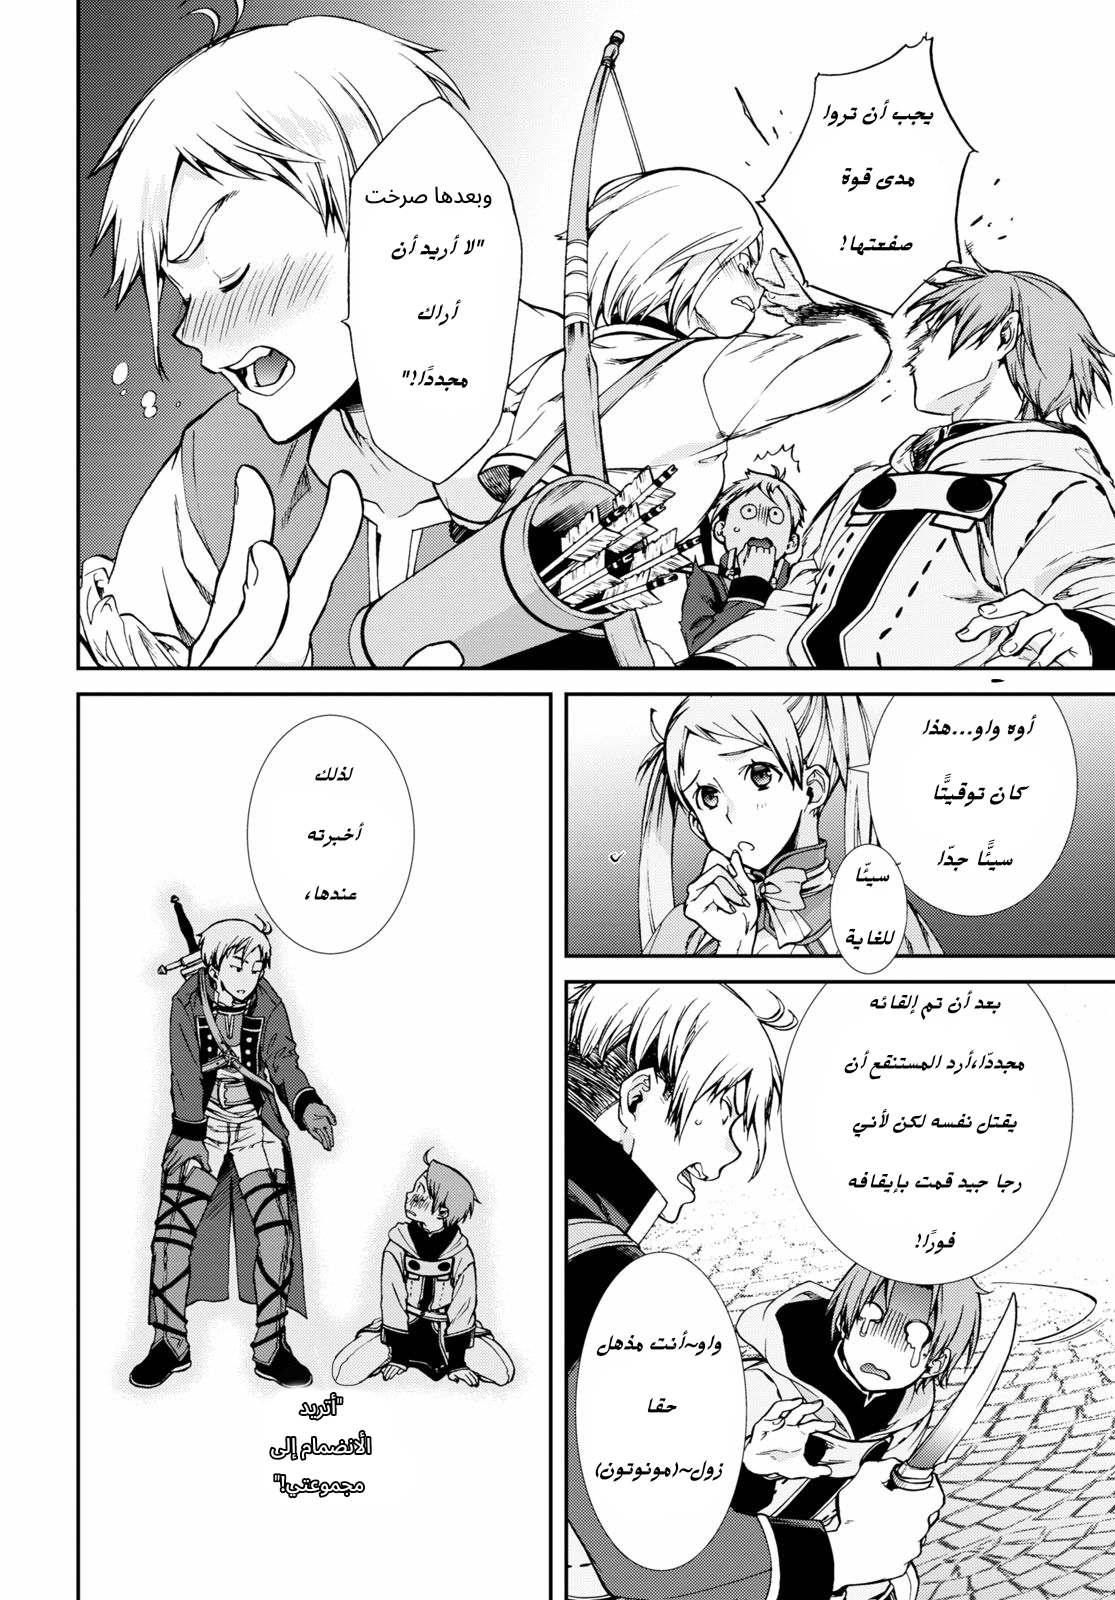 يجب أن تروا
مدى قوة
صفعتها!
وبعدها صرخت
"لا أريد أن
أراك
مجددًا!"
أوه واو...هذا
كان توقيتًّا
سيئًّا جدّا
سيئّا
للغاية
لذلك
أخبرته
عندها،
"أتريد
الأنضمام إلى
مجموعتي!"
بعد أن تم إلقائه
مجددّا،أرد المستنقع أن
يقتل نفسه لكن لأني
رجا جيد قمت بإيقافه
فورًا!
واو~أنت مذهل
حقا
زول~(مونوتون)